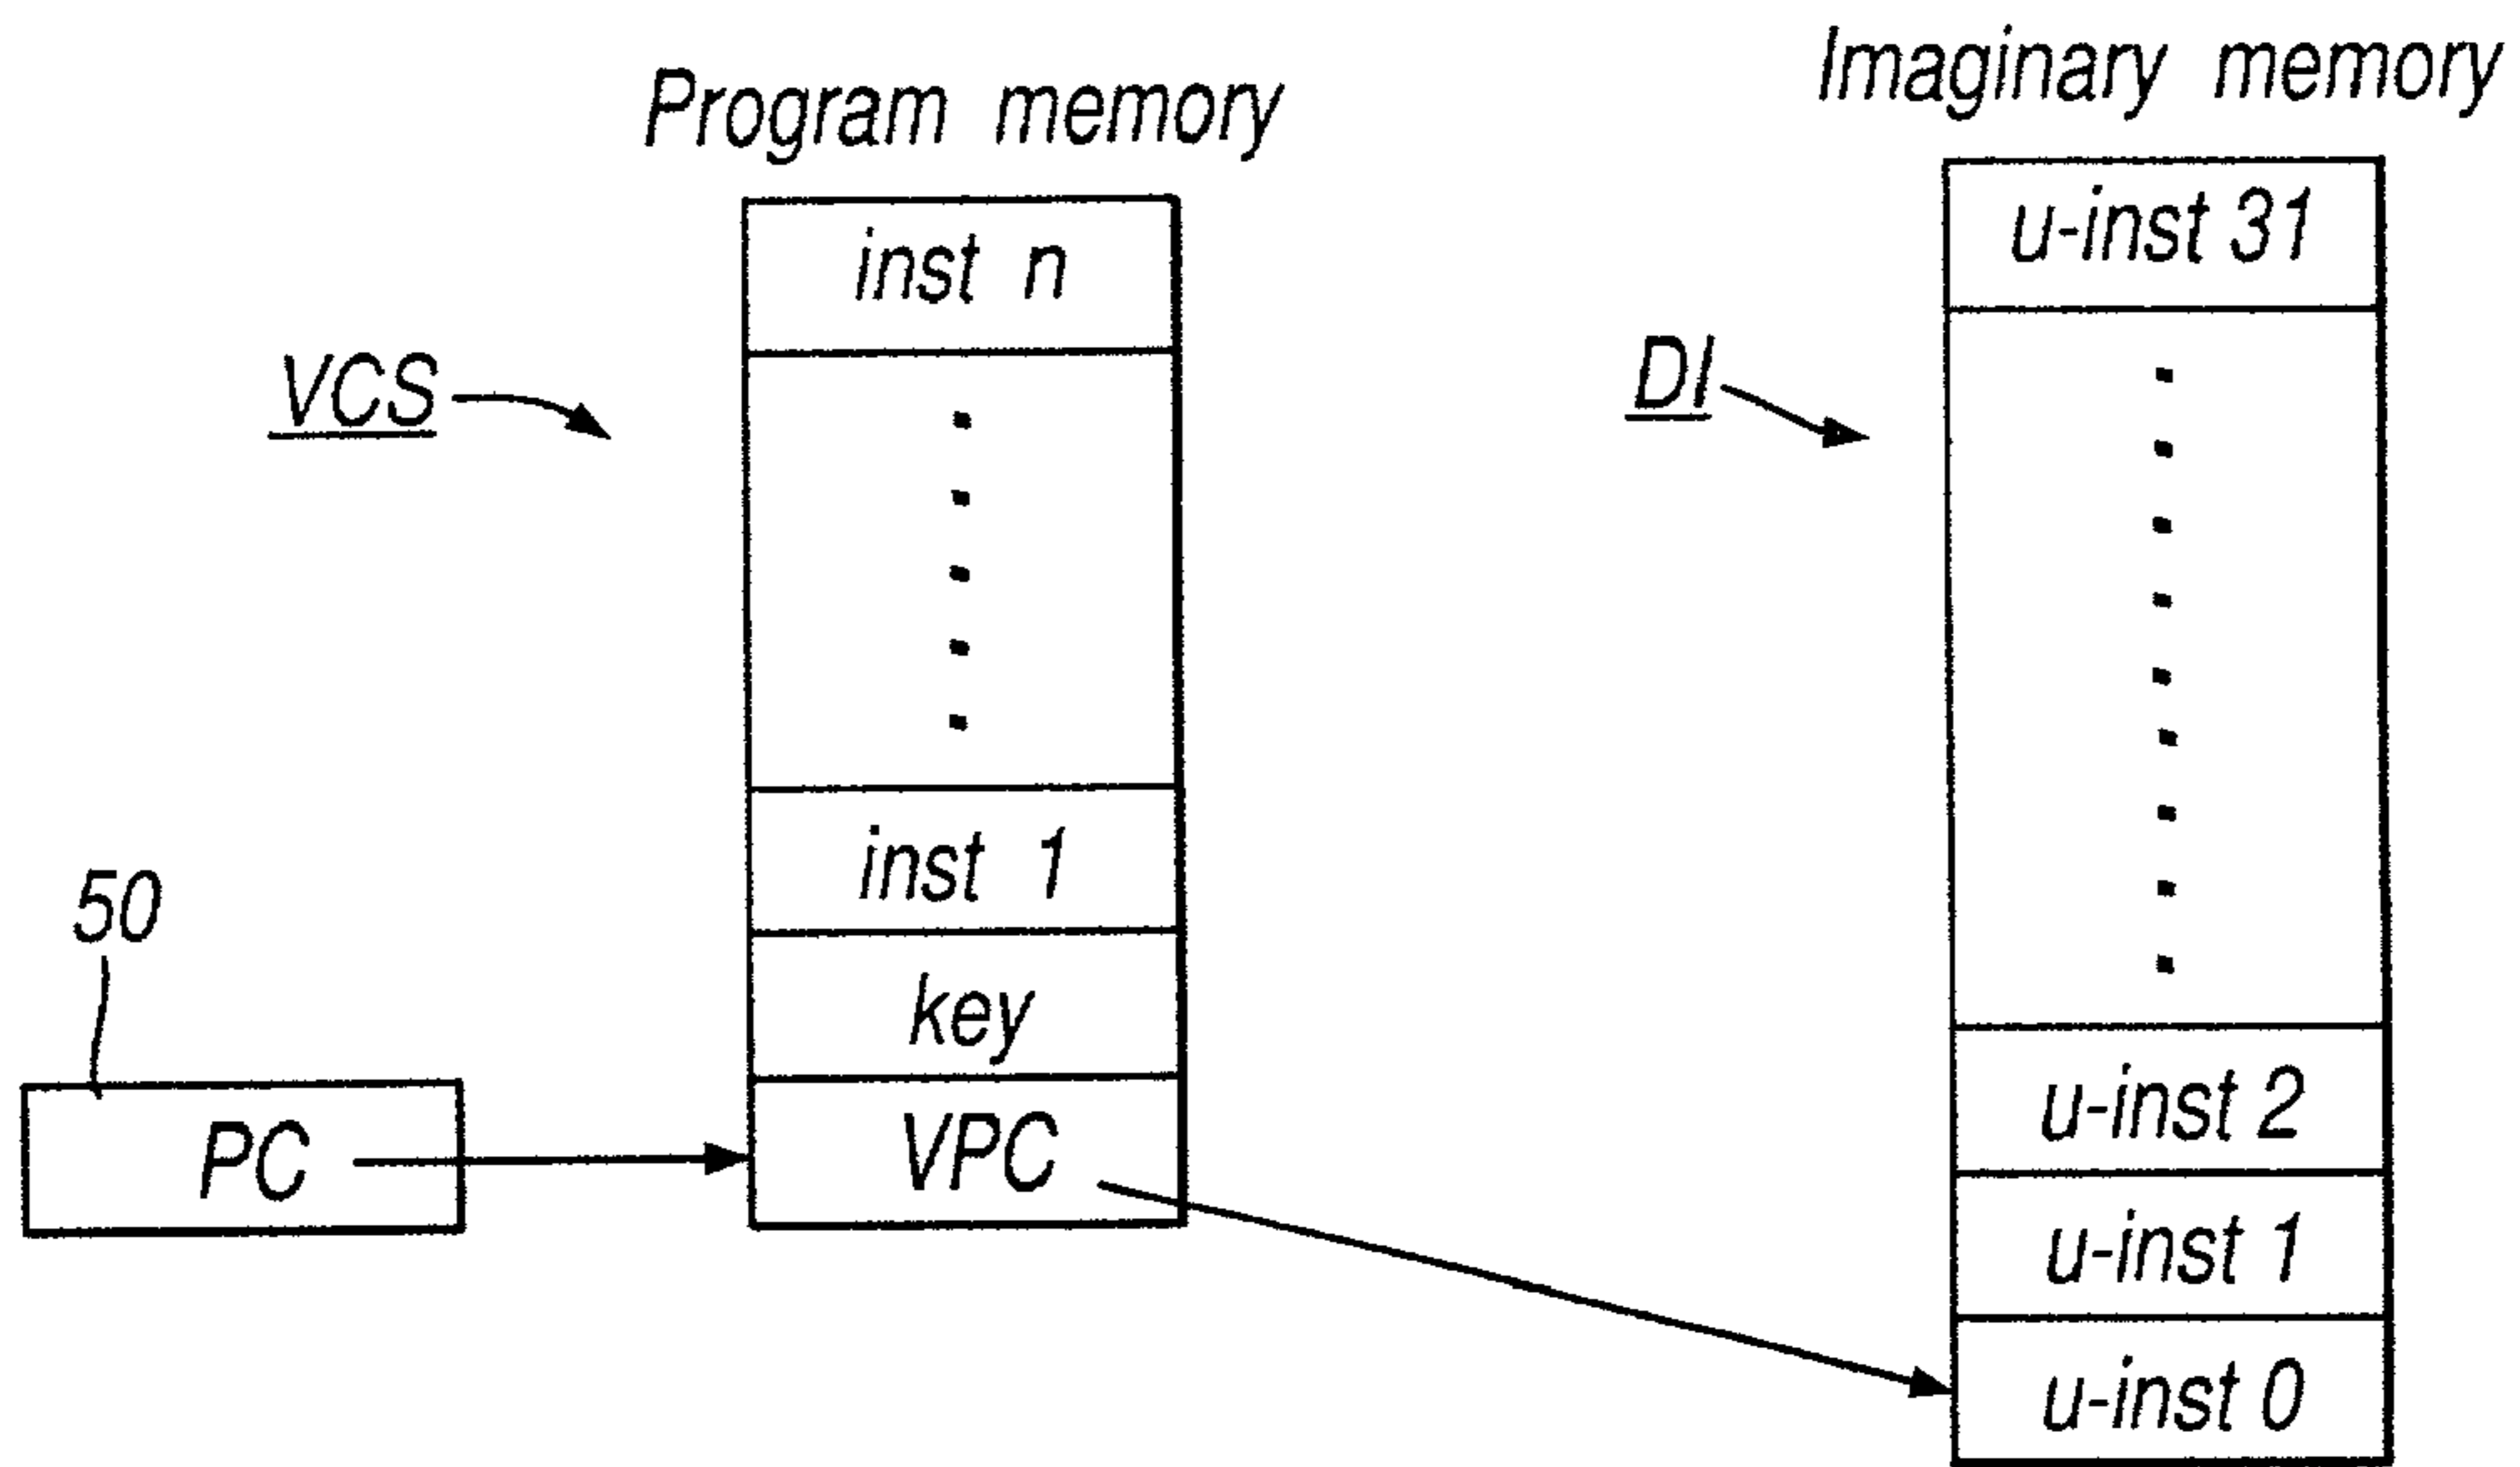 Program memory
Imaginary memory
inst n
VCS
inst 1
key
VPC
50
PC
u-inst 31
DI
u-inst 2
u-inst 1
u-inst 0